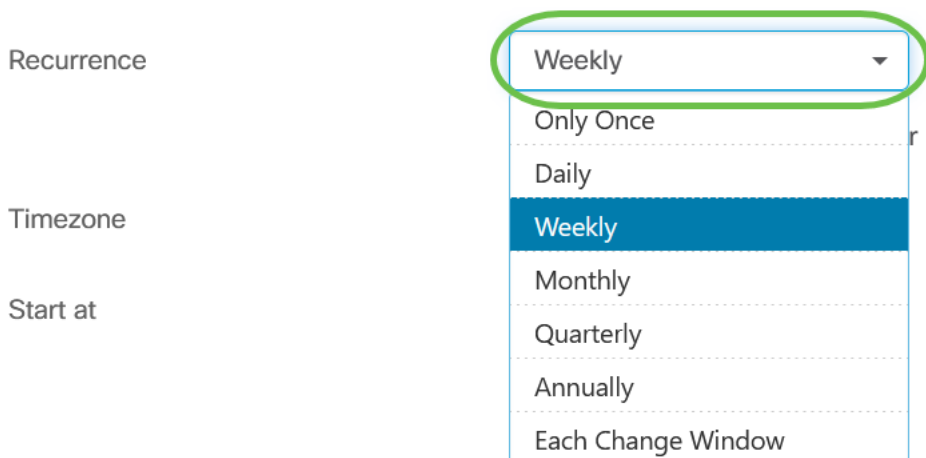 Recurrence
Weekly
Only Once
r
Daily
Timezone
Weekly
Monthly
Start at
Quarterly
Annually
Each Change Window